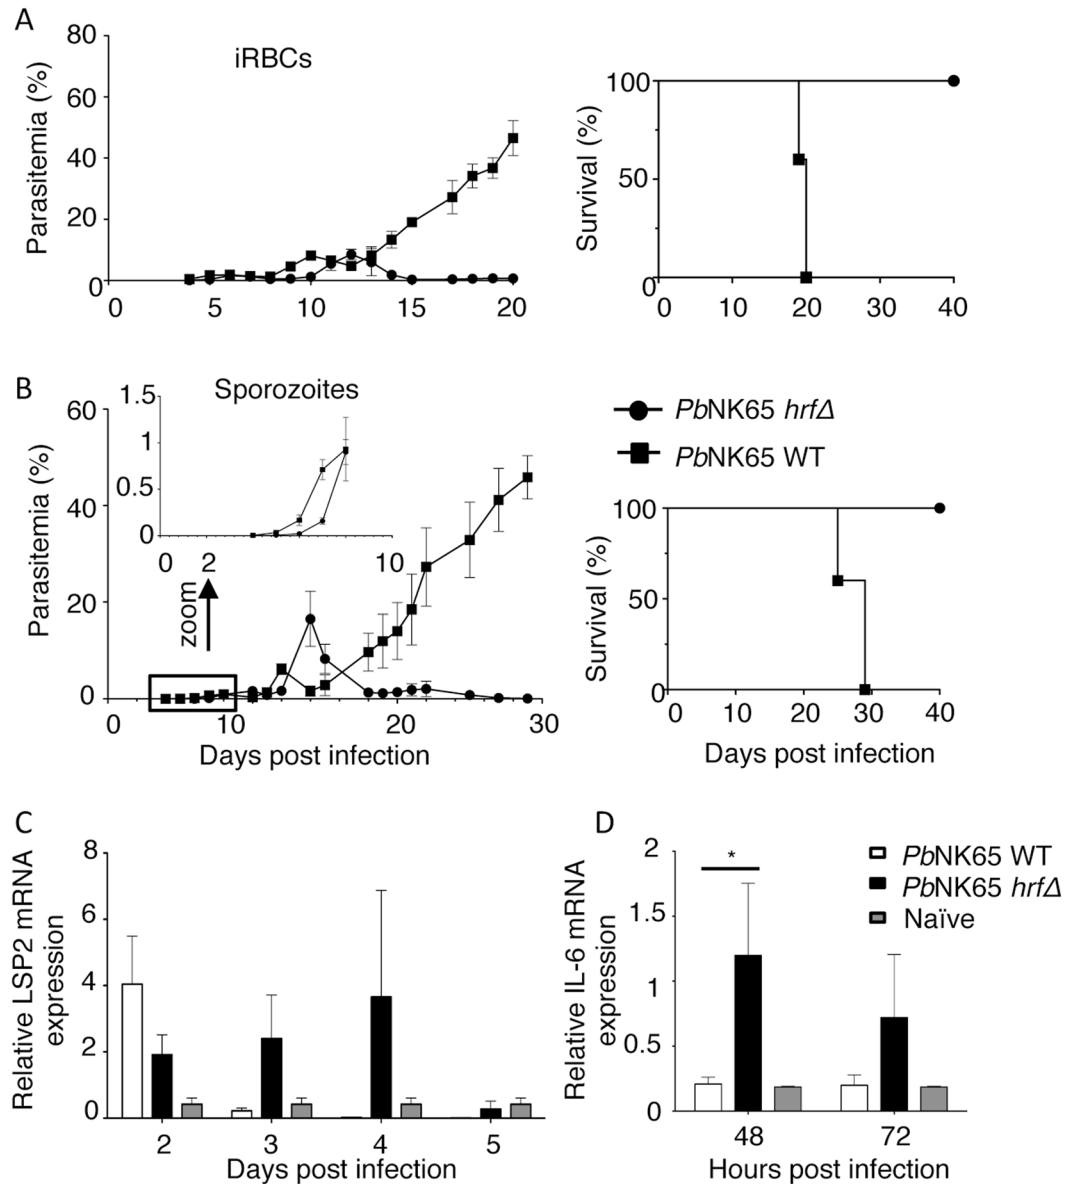 A
iRBCs
Parasitemia (%)
80
60
40
20
0
0 5 10 15 20
Survival (%)
100
50
0
0 10 20 30 40
B
Sporozoites
Parasitemia (%)
60
40
20
0
1.5
1
0.5
0
0 2 10
zoom
10 20 30
Days post infection
PbNK65 hrfΔ
PbNK65 WT
Survival (%)
100
50
0
0 10 20 30 40
Days post infection
C
Relative LSP2 mRNA
expression
8
6
4
2
0
2 3 4 5
Days post infection
D
Relative IL-6 mRNA
expression
2
1.5
1
0.5
0
*
PbNK65 WT
PbNK65 hrfΔ
Naïve
48 72
Hours post infection